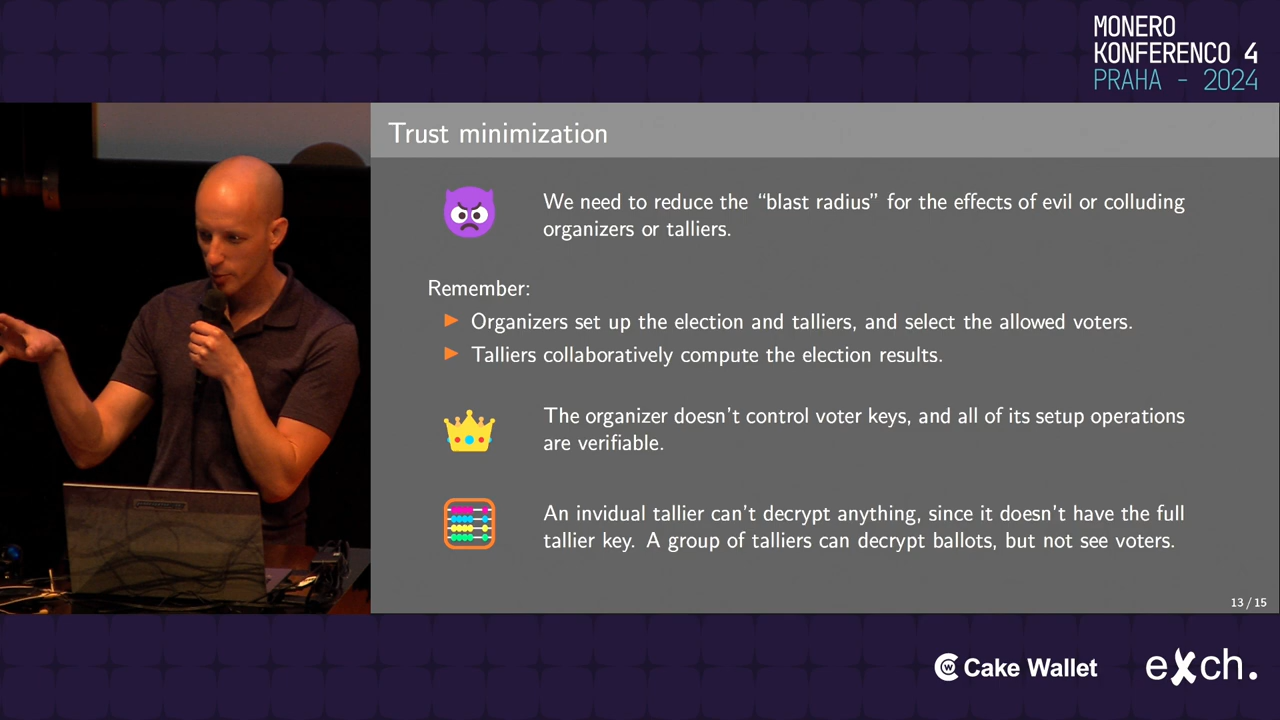 MONERO
KONFERENCO 4
PRAHA - 2024
Trust minimization
We need to reduce the “blast radius” for the effects of evil or colluding
organizers or talliers.
Remember:
Organizers set up the election and talliers, and select the allowed voters.
Talliers collaboratively compute the election results.
The organizer doesn't control voter keys, and all of its setup operations
are verifiable.
An invidual tallier can't decrypt anything, since it doesn't have the full
tallier key. A group of talliers can decrypt ballots, but not see voters.
13 / 15
Cake Wallet
eXch.